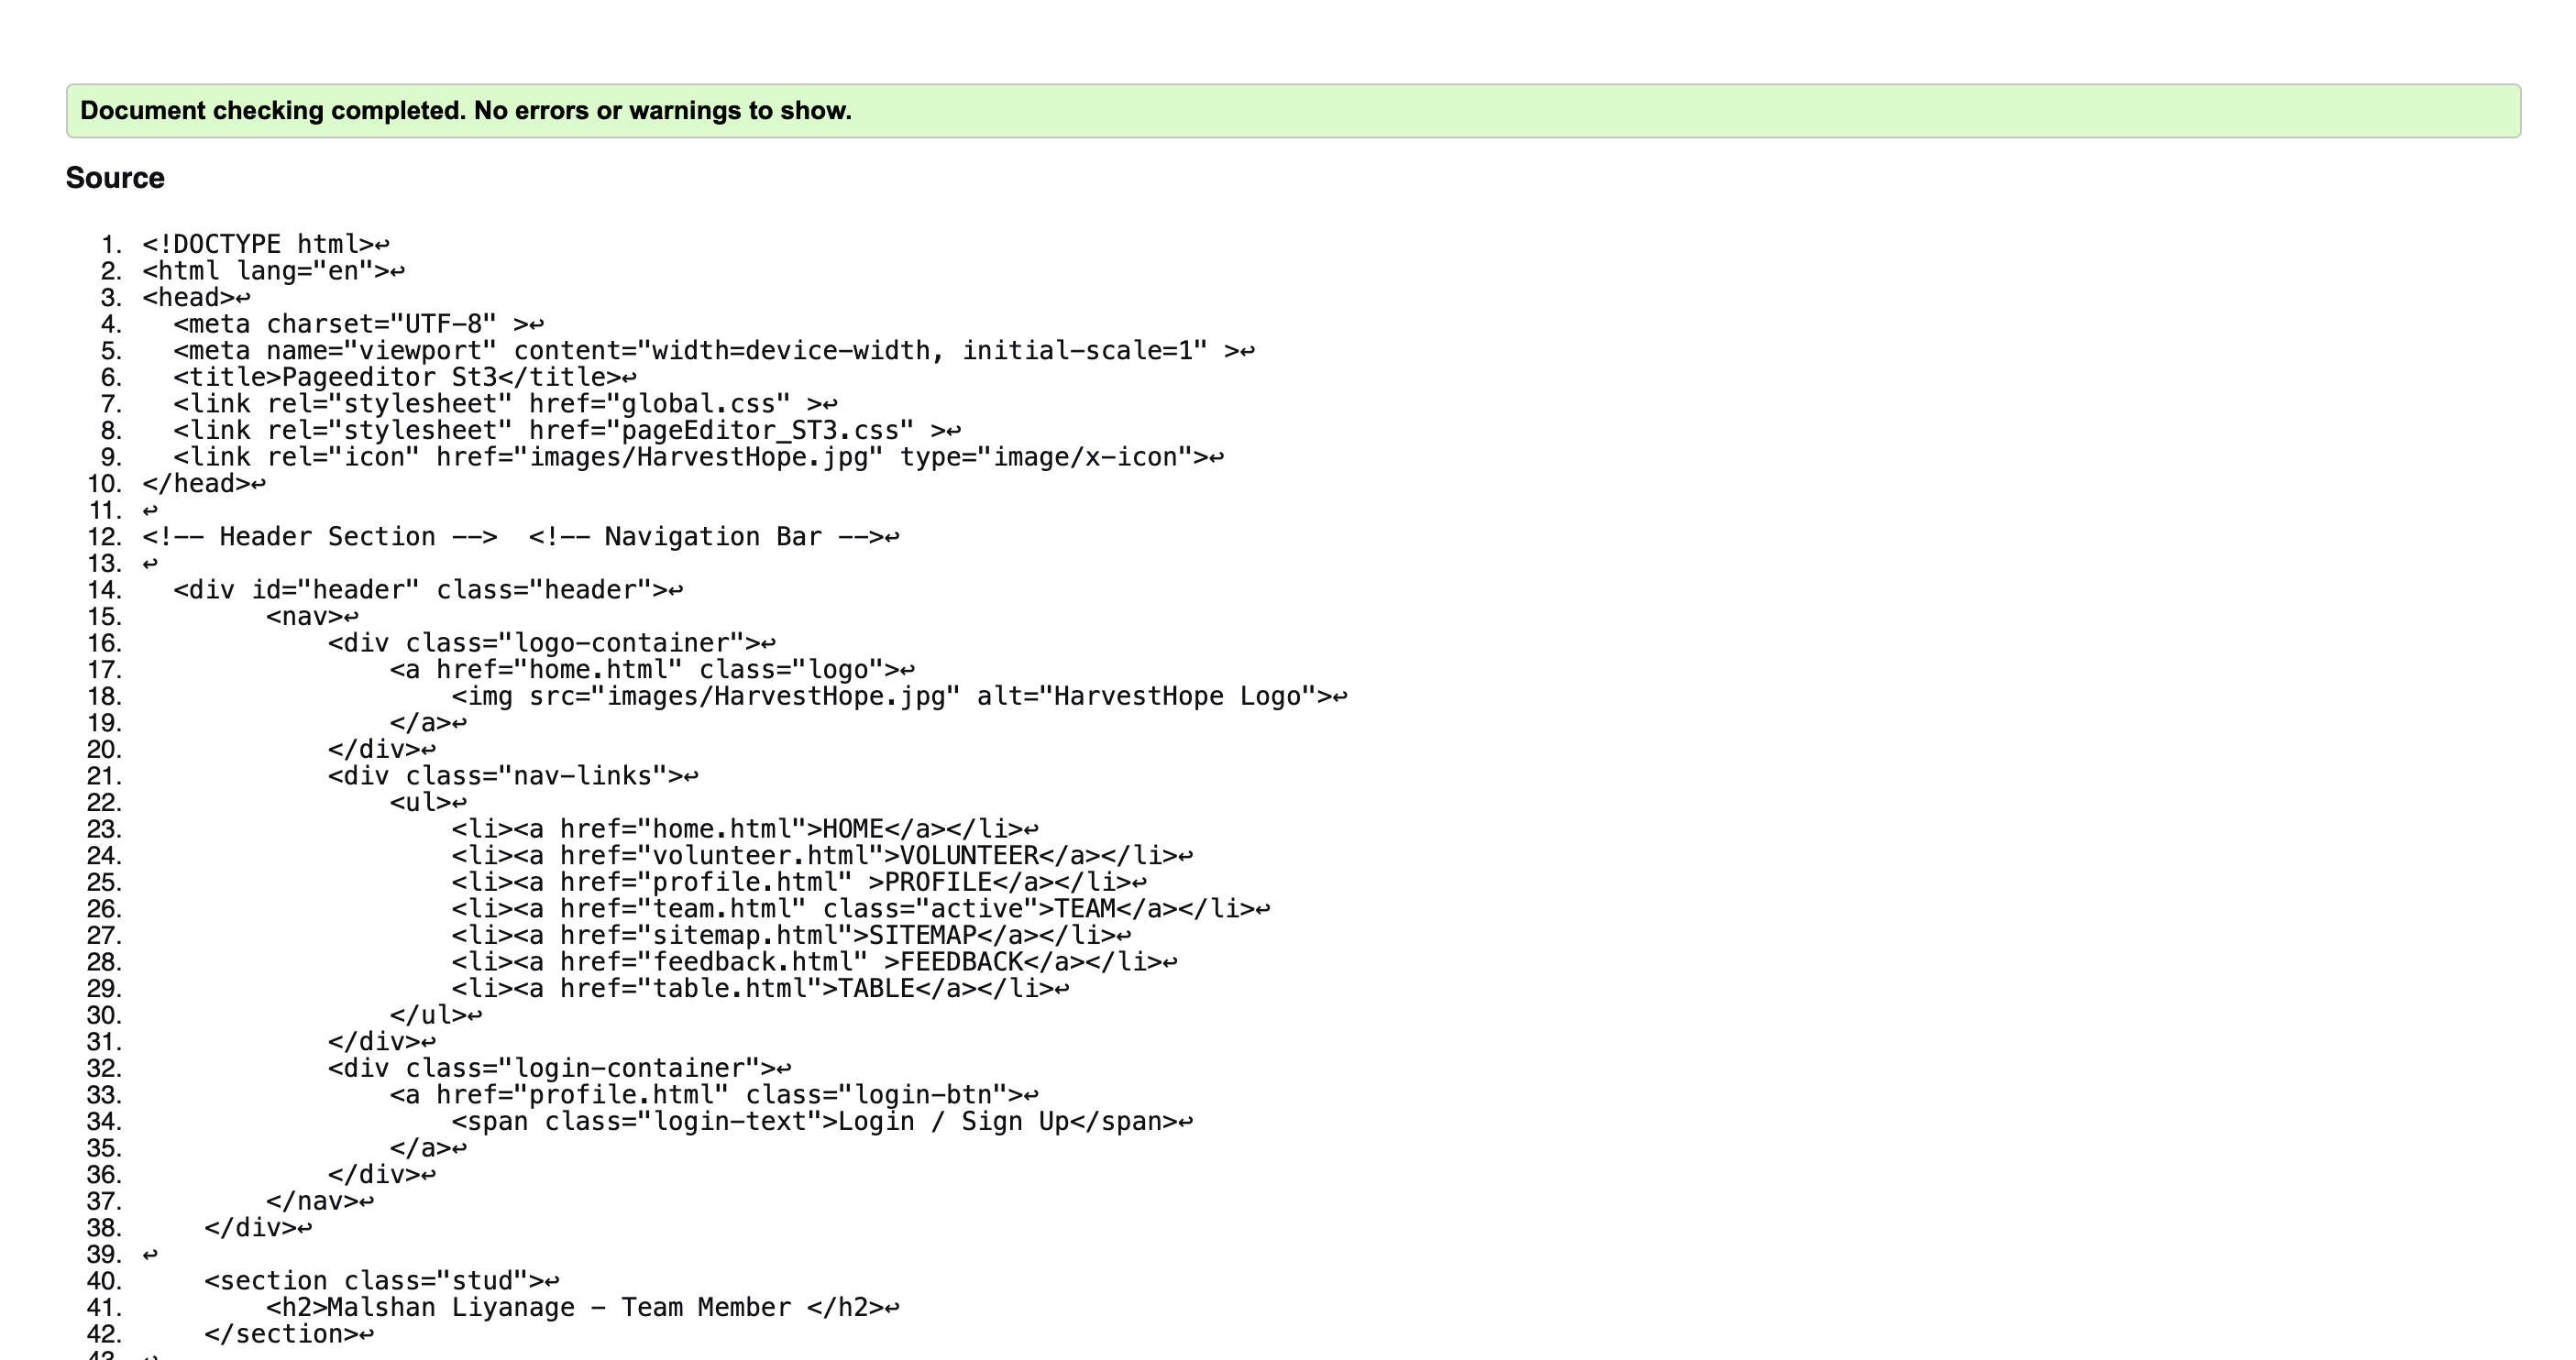 Document checking completed. No errors or warnings to show.
Source
1. <!DOCTYPE html>↩
2. <html lang="en">↩
3. <head>↩
4.   <meta charset="UTF-8" >↩
5.   <meta name="viewport" content="width=device-width, initial-scale=1" >↩
6.   <title>Pageeditor St3</title>↩
7.   <link rel="stylesheet" href="global.css" >↩
8.   <link rel="stylesheet" href="pageEditor_ST3.css" >↩
9.   <link rel="icon" href="images/HarvestHope.jpg" type="image/x-icon">↩
10. </head>↩
11. ↩
12. <!-- Header Section -->  <!-- Navigation Bar -->↩
13. ↩
14.   <div id="header" class="header">↩
15.         <nav>↩
16.             <div class="logo-container">↩
17.                 <a href="home.html" class="logo">↩
18.                     <img src="images/HarvestHope.jpg" alt="HarvestHope Logo">↩
19.                 </a>↩
20.             </div>↩
21.             <div class="nav-links">↩
22.                 <ul>↩
23.                     <li><a href="home.html">HOME</a></li>↩
24.                     <li><a href="volunteer.html">VOLUNTEER</a></li>↩
25.                     <li><a href="profile.html" >PROFILE</a></li>↩
26.                     <li><a href="team.html" class="active">TEAM</a></li>↩
27.                     <li><a href="sitemap.html">SITEMAP</a></li>↩
28.                     <li><a href="feedback.html" >FEEDBACK</a></li>↩
29.                     <li><a href="table.html">TABLE</a></li>↩
30.                 </ul>↩
31.             </div>↩
32.             <div class="login-container">↩
33.                 <a href="profile.html" class="login-btn">↩
34.                     <span class="login-text">Login / Sign Up</span>↩
35.                 </a>↩
36.             </div>↩
37.         </nav>↩
38.     </div>↩
39. ↩
40.     <section class="stud">↩
41.         <h2>Malshan Liyanage - Team Member </h2>↩
42.     </section>↩